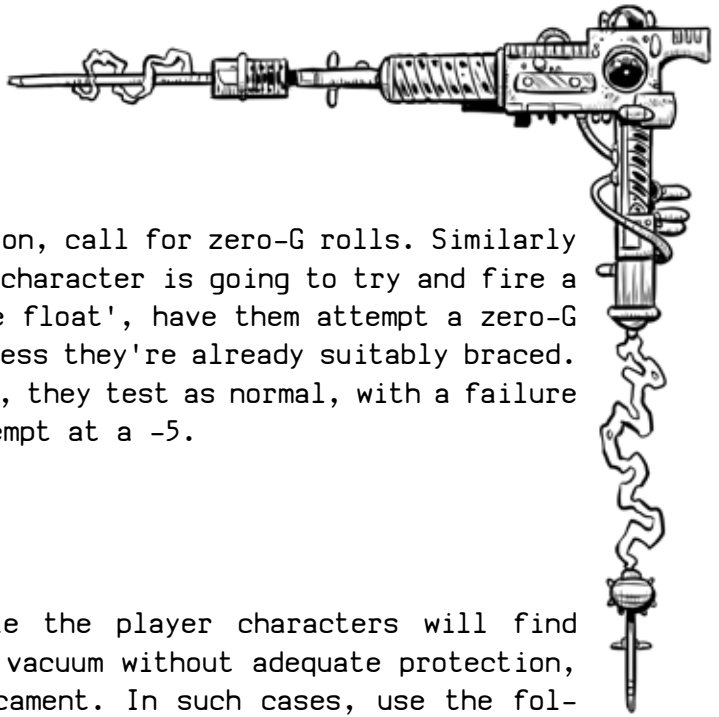 on, call for zero-G rolls. Similarly
character is going to try and fire a
e float', have them attempt a zero-G
ess they're already suitably braced.
, they test as normal, with a failure
empt at a -5.
e the player characters will find
vacuum without adequate protection,
cament. In such cases, use the fol-